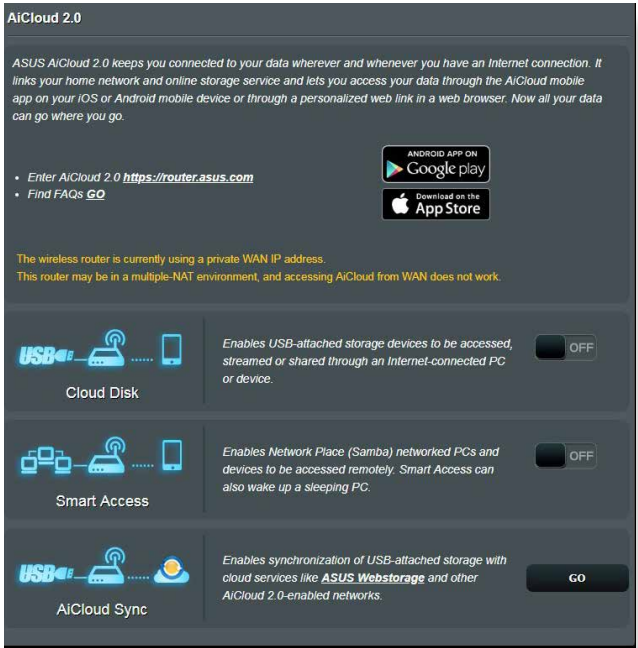 AiCloud 2.0
ASUS AiCloud 2.0 keeps you connected to your data wherever and whenever you have an Internet connection. It
links your home network and online storage service and lets you access your data through the AiCloud mobile
app on your iOS or Android mobile device or through a personalized web link in a web browser. Now all your data
can go where you go.
• Enter AiCloud 2.0 https://router.asus.com
• Find FAQs GO
ANDROID APP ON
Google play
Download on the
App Store
The wireless router is currently using a private WAN IP address.
This router may be in a multiple-NAT environment, and accessing AiCloud from WAN does not work.
USB
Cloud Disk
Enables USB-attached storage devices to be accessed,
streamed or shared through an Internet-connected PC
or device.
OFF
Smart Access
Enables Network Place (Samba) networked PCs and
devices to be accessed remotely. Smart Access can
also wake up a sleeping PC.
OFF
USB
AiCloud Sync
Enables synchronization of USB-attached storage with
cloud services like ASUS Webstorage and other
AiCloud 2.0-enabled networks.
GO